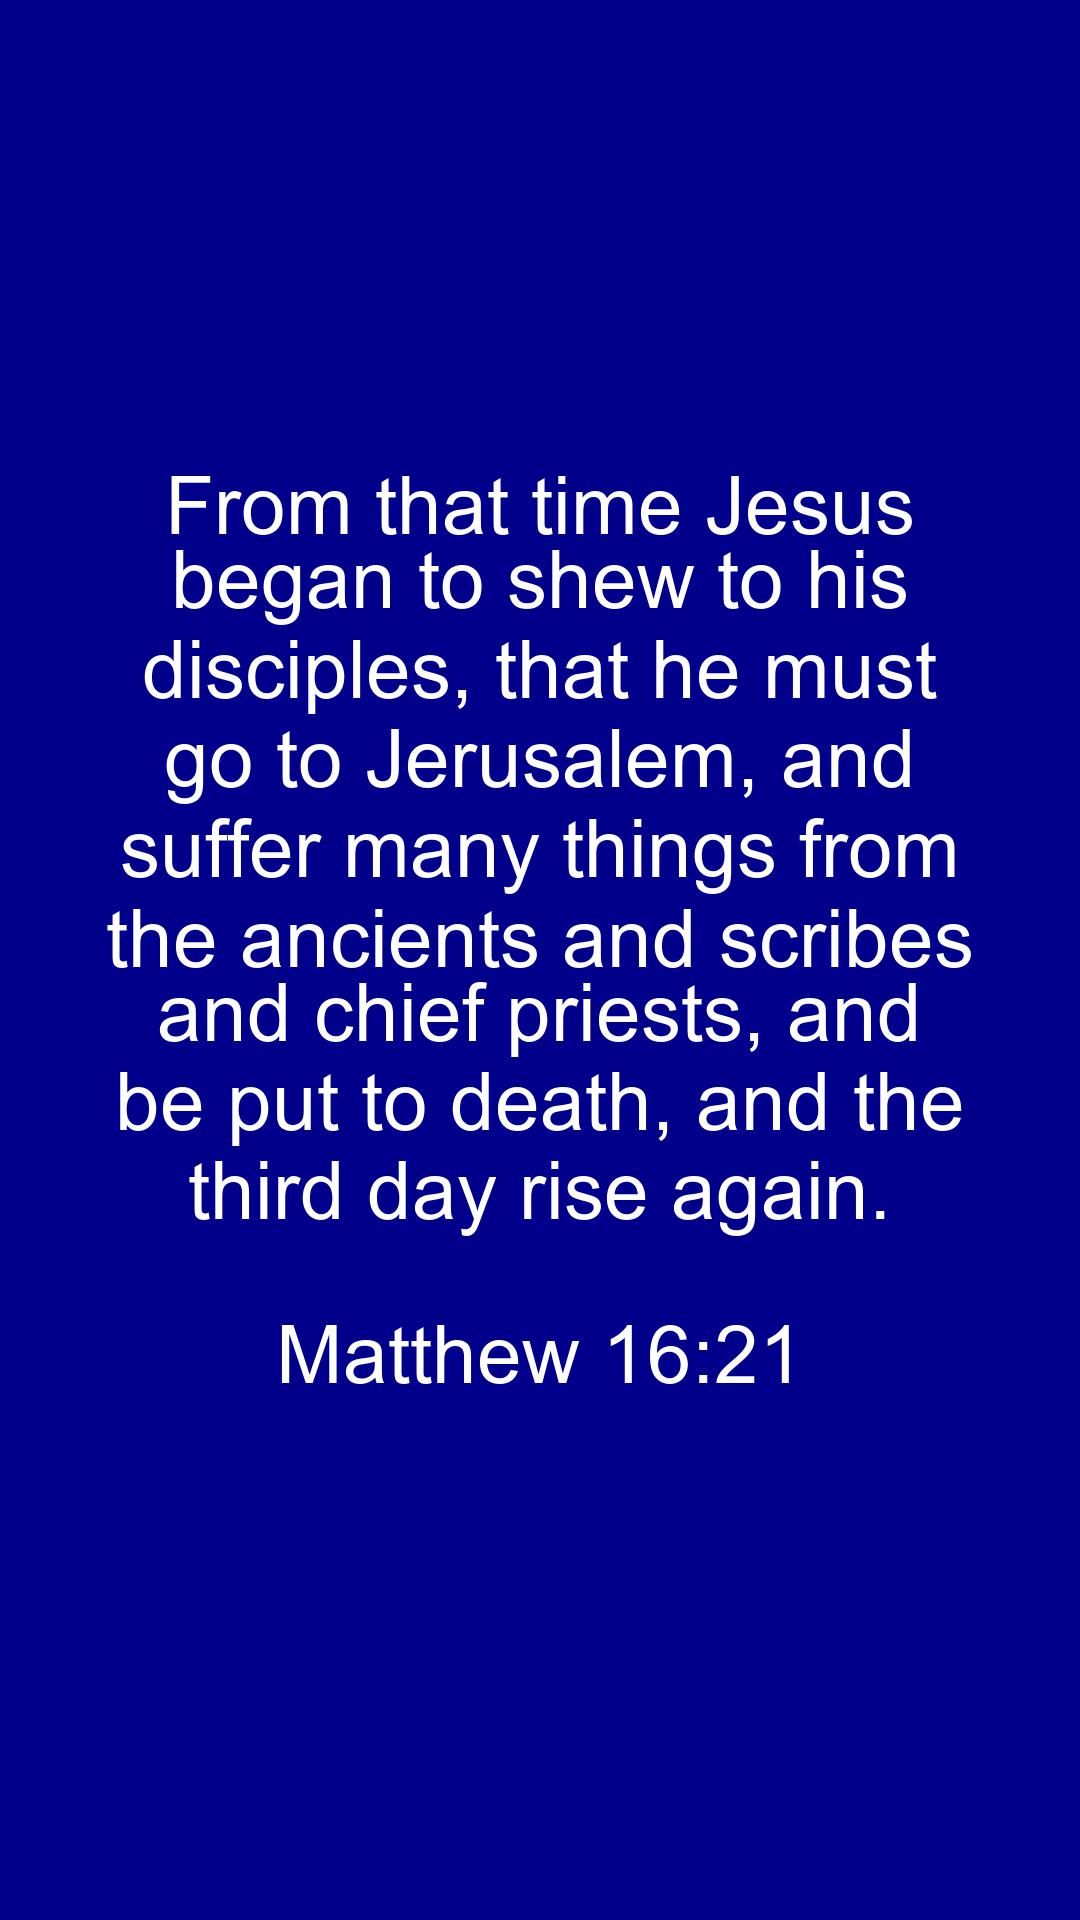 From that time Jesus
began to shew to his
disciples, that he must
go to Jerusalem, and
suffer many things from
the ancients and scribes
and chief priests, and
be put to death, and the
third day rise again.
Matthew 16:21